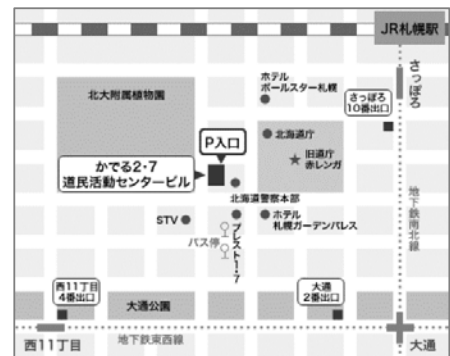 JR札幌駅
さっぽろ
ホテル
ポールスター札幌
さっぽろ
10番出口
北大附属植物園
P入口
北海道庁
旧道庁
赤レンガ
かでる2・7
道民活動センタービル
北海道警察本部
地下鉄南北線
STV
プレスト1・7
ホテル
札幌ガーデンパレス
バス停
西11丁目
4番出口
大通公園
大通
2番出口
地下鉄東西線
西11丁目
大通